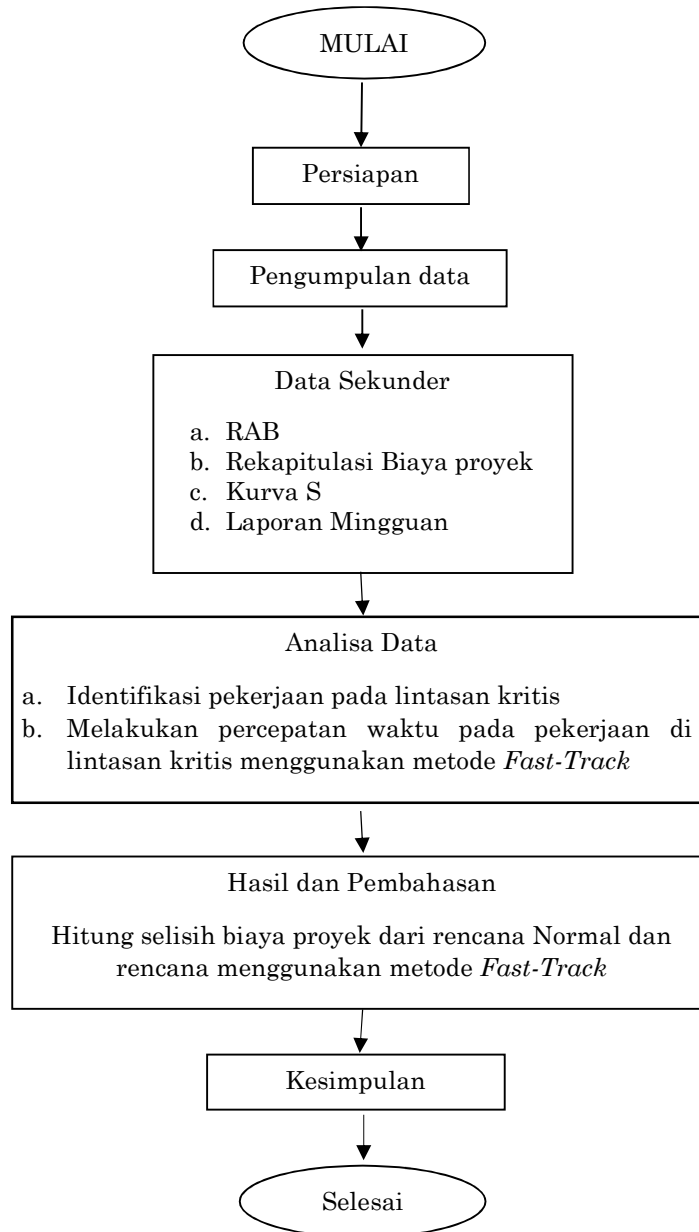 MULAI
Persiapan
Pengumpulan data
Data Sekunder
a. RAB
b. Rekapitulasi Biaya proyek
c. Kurva S
d. Laporan Mingguan
Analisa Data
a. Identifikasi pekerjaan pada lintasan kritis
b. Melakukan percepatan waktu pada pekerjaan di
lintasan kritis menggunakan metode Fast-Track
Hasil dan Pembahasan
Hitung selisih biaya proyek dari rencana Normal dan
rencana menggunakan metode Fast-Track
Kesimpulan
Selesai